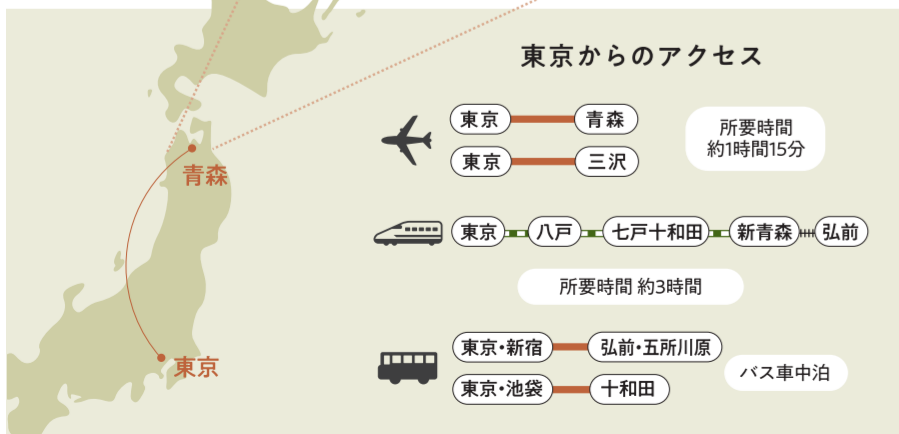 東京からのアクセス
東京 青森
東京 三沢
所要時間
約1時間15分
東京 八戸 七戸十和田 新青森 弘前
所要時間 約3時間
東京・新宿 弘前・五所川原
東京・池袋 十和田
バス車中泊
青森
東京